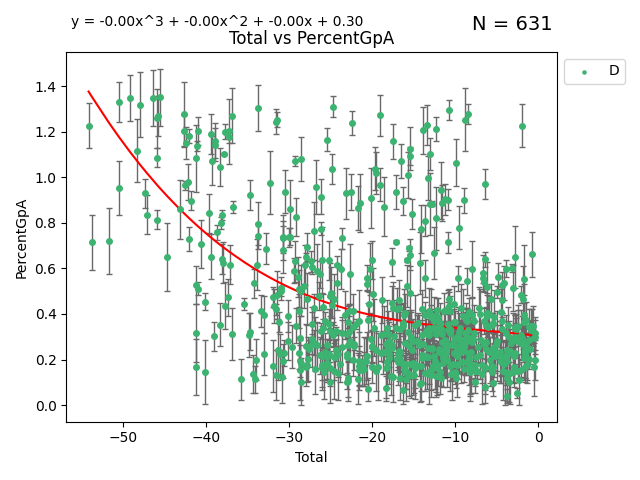 y = -0.00x^3 + -0.00x^2 + -0.00x + 0.30
N = 631
Total vs PercentGpA
D
PercentGpA
1.4
1.2
1.0
0.8
0.6
0.4
0.2
0.0
−50 −40 −30 −20 −10 0
Total